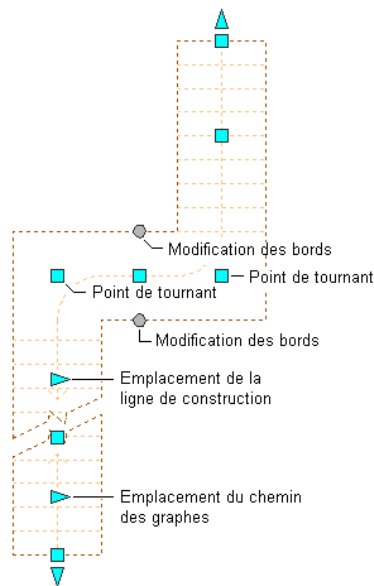 Modification des bords
Point de tournant
Point de tournant
Modification des bords
Emplacement de la
ligne de construction
Emplacement du chemin
des graphes